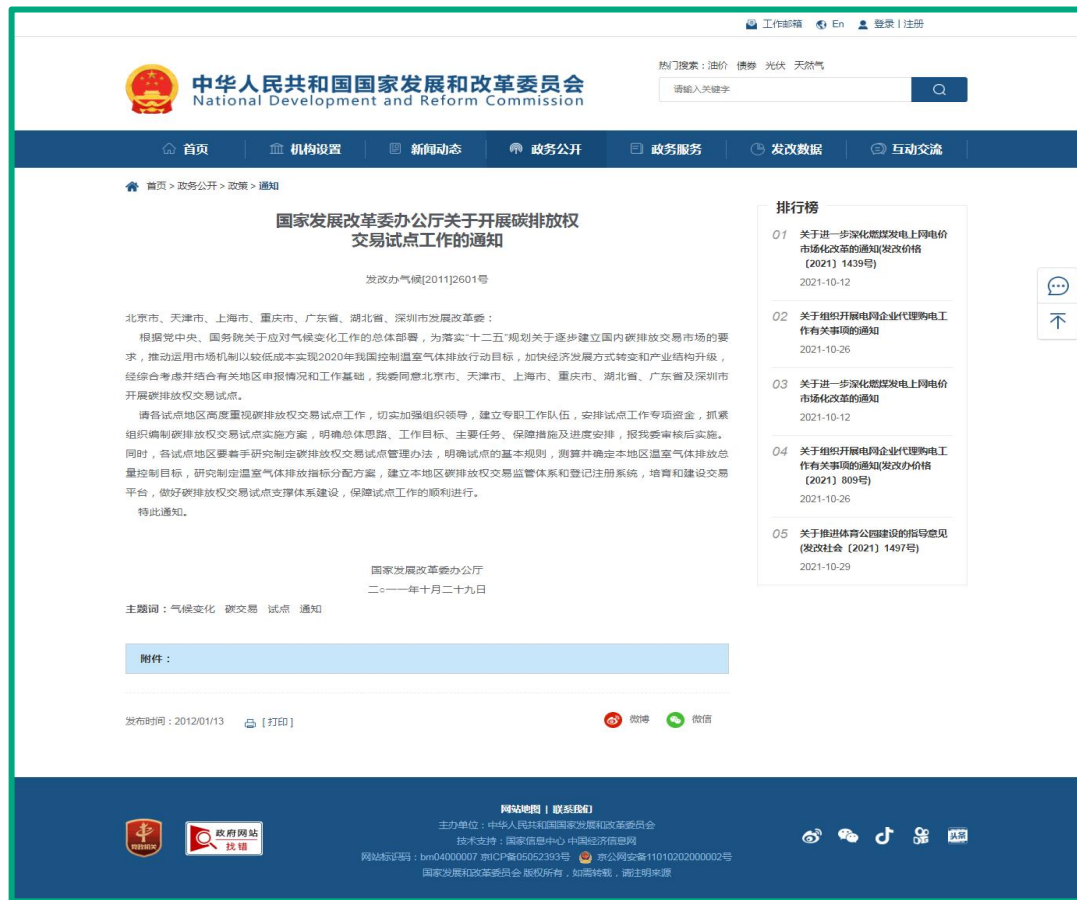 工作邮箱 En 登录 | 注册
中华人民共和国国家发展和改革委员会
National Development and Reform Commission
热门搜索：油价 债券 光伏 天然气
请输入关键字
首页 机构设置 新闻动态 政务公开 政务服务 发改数据 互动交流
首页 > 政务公开 > 政策 > 通知
国家发展改革委办公厅关于开展碳排放权
交易试点工作的通知
发改办气候[2011]2601号
北京市、天津市、上海市、重庆市、广东省、湖北省、深圳市发展改革委：
根据党中央、国务院关于应对气候变化工作的总体部署，为落实“十二五”规划关于逐步建立国内碳排放交易市场的要
求，推动运用市场机制以较低成本实现2020年我国控制温室气体排放行动目标，加快经济发展方式转变和产业结构升级，
经综合考虑并结合有关地区申报情况和工作基础，我委同意北京市、天津市、上海市、重庆市、湖北省、广东省及深圳市
开展碳排放权交易试点。
请各试点地区高度重视碳排放权交易试点工作，切实加强组织领导，建立专职工作队伍，安排试点工作专项资金，抓紧
组织编制碳排放权交易试点实施方案，明确总体思路、工作目标、主要任务、保障措施及进度安排，报我委审核后实施。
同时，各试点地区要着手研究制定碳排放权交易试点管理办法，明确试点的基本规则，测算并确定本地区温室气体排放总
量控制目标，研究制定温室气体排放指标分配方案，建立本地区碳排放权交易监管体系和登记注册系统，培育和建设交易
平台，做好碳排放权交易试点支撑体系建设，保障试点工作的顺利进行。
特此通知。
国家发展改革委办公厅
二○一一年十月二十九日
主题词：气候变化 碳交易 试点 通知
附件：
发布时间：2012/01/13 [ 打印 ]
微博 微信
排行榜
01 关于进一步深化燃煤发电上网电价
市场化改革的通知(发改价格
〔2021〕1439号)
2021-10-12
02 关于组织开展电网企业代理购电工
作有关事项的通知
2021-10-26
03 关于进一步深化燃煤发电上网电价
市场化改革的通知
2021-10-12
04 关于组织开展电网企业代理购电工
作有关事项的通知(发改办价格
〔2021〕809号)
2021-10-26
05 关于推进体育公园建设的指导意见
(发改社会〔2021〕1497号)
2021-10-29
网站地图 | 联系我们
主办单位：中华人民共和国国家发展和改革委员会
技术支持：国家信息中心 中国经济信息网
网站标识码：bm04000007 京ICP备05052393号 京公网安备11010202000002号
国家发展和改革委员会 版权所有，如需转载，请注明来源
党政机关
政府网站
找错
头条